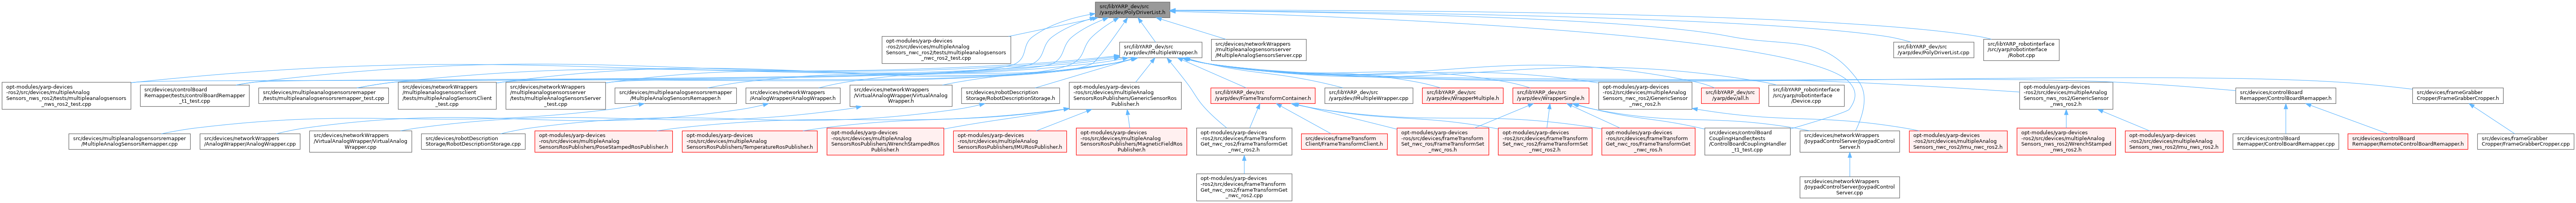 src/libYARP_dev/src
/yarp/dev/PolyDriverList.h
opt-modules/yarp-devices
-ros2/src/devices/multipleAnalog
Sensors_nwc_ros2/tests/multipleanalogsensors
_nwc_ros2_test.cpp
src/libYARP_dev/src
/yarp/dev/IMultipleWrapper.h
src/devices/networkWrappers
/multipleanalogsensorsserver
/MultipleAnalogSensorsServer.cpp
src/libYARP_dev/src
/yarp/dev/PolyDriverList.cpp
src/libYARP_robotinterface
/src/yarp/robotinterface
/Robot.cpp
opt-modules/yarp-devices
-ros2/src/devices/multipleAnalog
Sensors_nws_ros2/tests/multipleanalogsensors
_nws_ros2_test.cpp
src/devices/controlBoard
Remapper/tests/controlBoardRemapper
_t1_test.cpp
src/devices/multipleanalogsensorsremapper
/tests/multipleanalogsensorsremapper_test.cpp
src/devices/networkWrappers
/multipleanalogsensorsclient
/tests/multipleAnalogSensorsClient
_test.cpp
src/devices/networkWrappers
/multipleanalogsensorserver
/tests/multipleAnalogSensorsServer
_test.cpp
src/devices/multipleanalogsensorsremapper
/MultipleAnalogSensorsRemapper.h
src/devices/networkWrappers
/AnalogWrapper/AnalogWrapper.h
src/devices/networkWrappers
/VirtualAnalogWrapper/VirtualAnalog
Wrapper.h
src/devices/robotDescription
Storage/RobotDescriptionStorage.h
opt-modules/yarp-devices
-ros/src/devices/multipleAnalog
SensorsRosPublishers/GenericSensorRos
Publisher.h
src/libYARP_dev/src
/yarp/dev/FrameTransformContainer.h
src/libYARP_dev/src
/yarp/dev/IMultipleWrapper.cpp
src/libYARP_dev/src
/yarp/dev/WrapperMultiple.h
src/libYARP_dev/src
/yarp/dev/WrapperSingle.h
opt-modules/yarp-devices
-ros2/src/devices/multipleAnalog
Sensors_nwc_ros2/GenericSensor
_nwc_ros2.h
src/libYARP_dev/src
/yarp/dev/all.h
src/libYARP_robotinterface
/src/yarp/robotinterface
/Device.cpp
opt-modules/yarp-devices
-ros2/src/devices/multipleAnalog
Sensors_nws_ros2/GenericSensor
_nws_ros2.h
src/devices/controlBoard
Remapper/ControlBoardRemapper.h
src/devices/frameGrabber
Cropper/FrameGrabberCropper.h
src/devices/multipleanalogsensorsremapper
/MultipleAnalogSensorsRemapper.cpp
src/devices/networkWrappers
/AnalogWrapper/AnalogWrapper.cpp
src/devices/networkWrappers
/VirtualAnalogWrapper/VirtualAnalog
Wrapper.cpp
src/devices/robotDescription
Storage/RobotDescriptionStorage.cpp
opt-modules/yarp-devices
-ros/src/devices/multipleAnalog
SensorsRosPublishers/PoseStampedRosPublisher.h
opt-modules/yarp-devices
-ros/src/devices/multipleAnalog
SensorsRosPublishers/TemperatureRosPublisher.h
opt-modules/yarp-devices
-ros/src/devices/multipleAnalog
SensorsRosPublishers/WrenchStampedRos
Publisher.h
opt-modules/yarp-devices
-ros/src/devices/multipleAnalog
SensorsRosPublishers/IMURosPublisher.h
opt-modules/yarp-devices
-ros/src/devices/multipleAnalog
SensorsRosPublishers/MagneticFieldRos
Publisher.h
opt-modules/yarp-devices
-ros2/src/devices/frameTransform
Get_nwc_ros2/frameTransformGet
_nwc_ros2.h
src/devices/frameTransform
Client/FrameTransformClient.h
opt-modules/yarp-devices
-ros/src/devices/frameTransform
Set_nwc_ros/frameTransformSet
_nwc_ros.h
opt-modules/yarp-devices
-ros2/src/devices/frameTransform
Set_nwc_ros2/frameTransformSet
_nwc_ros2.h
opt-modules/yarp-devices
-ros/src/devices/frameTransform
Get_nwc_ros/FrameTransformGet
_nwc_ros.h
src/devices/controlBoard
CouplingHandler/tests
/ControlBoardCouplingHandler
_t1_test.cpp
src/devices/networkWrappers
/JoypadControlServer/JoypadControl
Server.h
opt-modules/yarp-devices
-ros2/src/devices/multipleAnalog
Sensors_nwc_ros2/Imu_nwc_ros2.h
opt-modules/yarp-devices
-ros2/src/devices/multipleAnalog
Sensors_nws_ros2/WrenchStamped
_nws_ros2.h
opt-modules/yarp-devices
-ros2/src/devices/multipleAnalog
Sensors_nws_ros2/Imu_nws_ros2.h
src/devices/controlBoard
Remapper/ControlBoardRemapper.cpp
src/devices/controlBoard
Remapper/RemoteControlBoardRemapper.h
src/devices/frameGrabber
Cropper/FrameGrabberCropper.cpp
opt-modules/yarp-devices
-ros2/src/devices/frameTransform
Get_nwc_ros2/frameTransformGet
_nwc_ros2.cpp
src/devices/networkWrappers
/JoypadControlServer/JoypadControl
Server.cpp